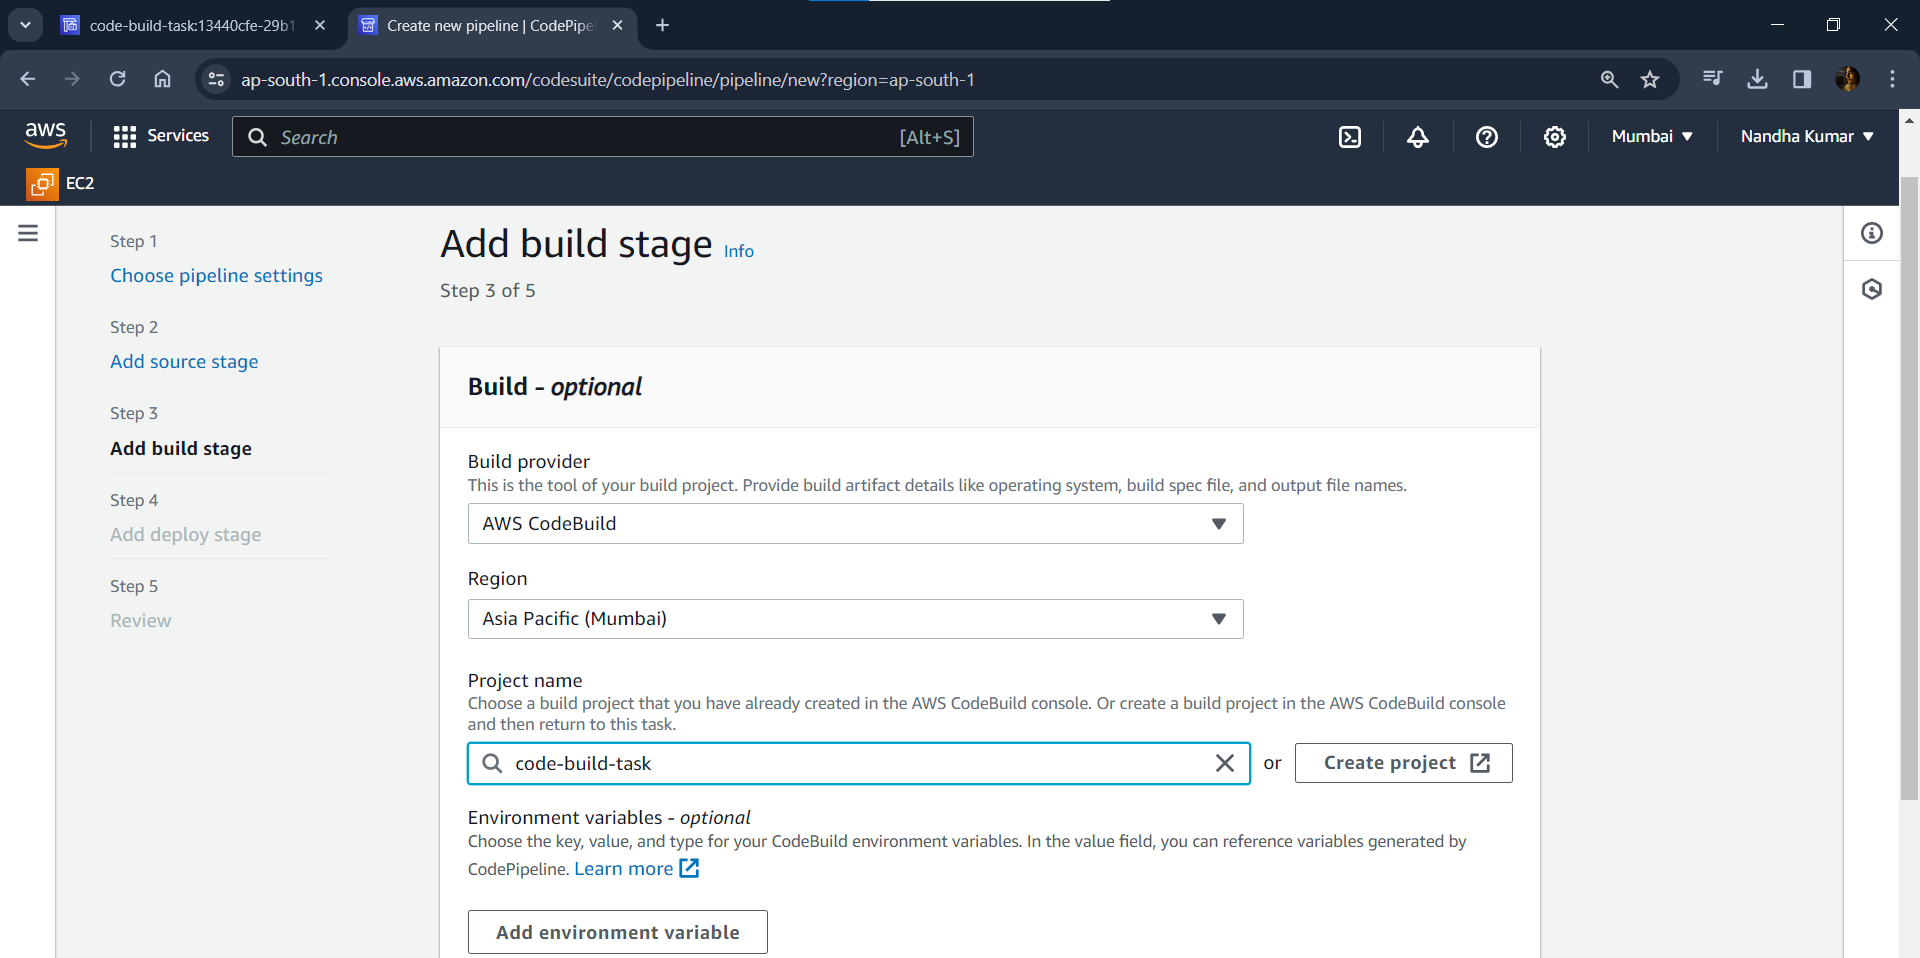 code-build-task:13440cfe-29b1
Create new pipeline | CodePipe
ap-south-1.console.aws.amazon.com/codesuite/codepipeline/pipeline/new?region=ap-south-1
aws
Services
Search
[Alt+S]
Mumbai
Nandha Kumar
EC2
Step 1
Choose pipeline settings
Step 2
Add source stage
Step 3
Add build stage
Step 4
Add deploy stage
Step 5
Review
Add build stage Info
Step 3 of 5
Build - optional
Build provider
This is the tool of your build project. Provide build artifact details like operating system, build spec file, and output file names.
AWS CodeBuild
Region
Asia Pacific (Mumbai)
Project name
Choose a build project that you have already created in the AWS CodeBuild console. Or create a build project in the AWS CodeBuild console
and then return to this task.
code-build-task
or
Create project
Environment variables - optional
Choose the key, value, and type for your CodeBuild environment variables. In the value field, you can reference variables generated by
CodePipeline. Learn more
Add environment variable